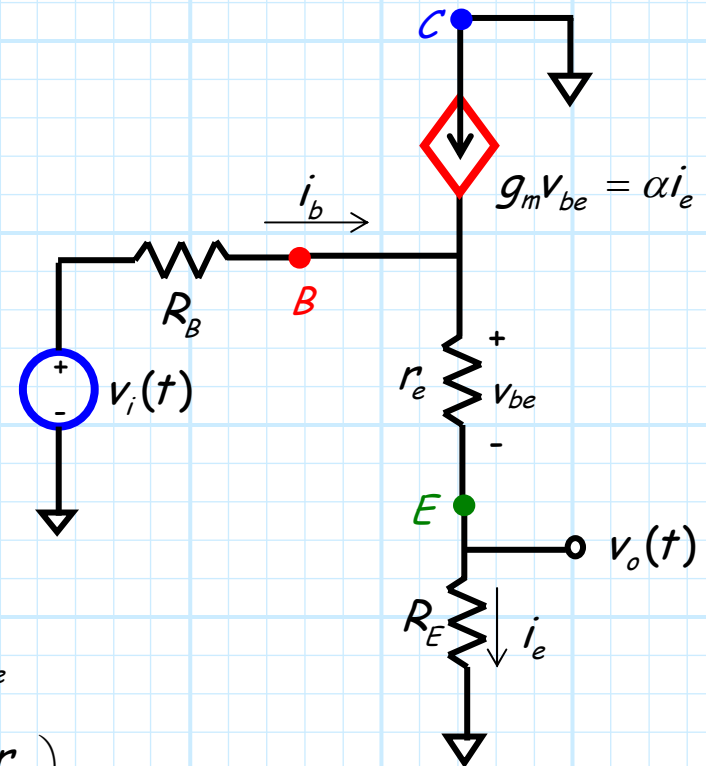 C
g_m v_be = αi_e
i_b
B
R_B
+
-
v_i(t)
r_e
+
v_be
-
E
v_o(t)
R_E
i_e
e
r)